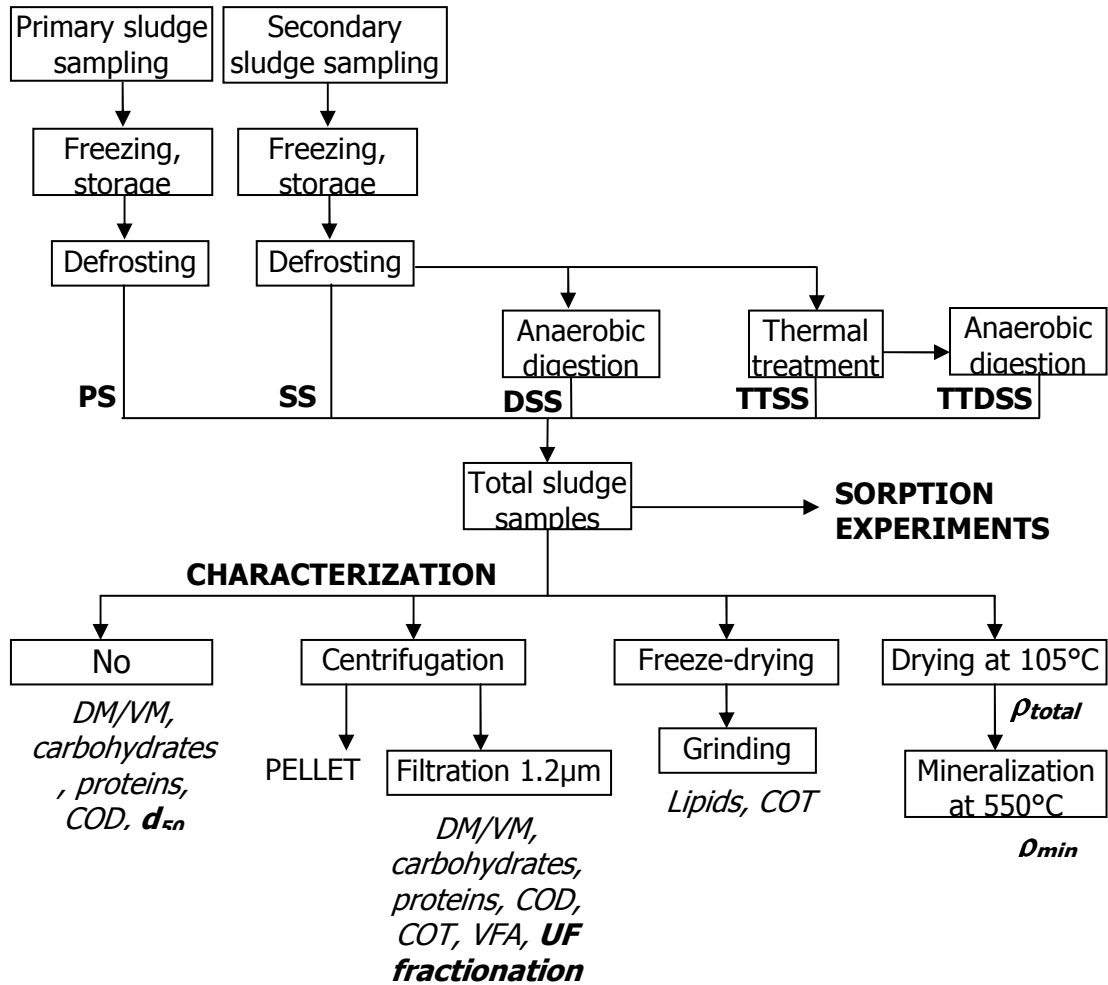 Primary sludge
sampling
Secondary
sludge sampling
Freezing,
storage
Freezing,
storage
Defrosting
Defrosting
Anaerobic
digestion
Thermal
treatment
Anaerobic
digestion
PS
SS
DSS
TTSS
TTDSS
Total sludge
samples
SORPTION
EXPERIMENTS
CHARACTERIZATION
No
Centrifugation
Freeze-drying
Drying at 105°C
DM/VM,
carbohydrates
, proteins,
COD, d50
PELLET
Filtration 1.2µm
DM/VM,
carbohydrates,
proteins, COD,
COT, VFA, UF
fractionation
Grinding
Lipids, COT
ρtotal
Mineralization
at 550°C
ρmin